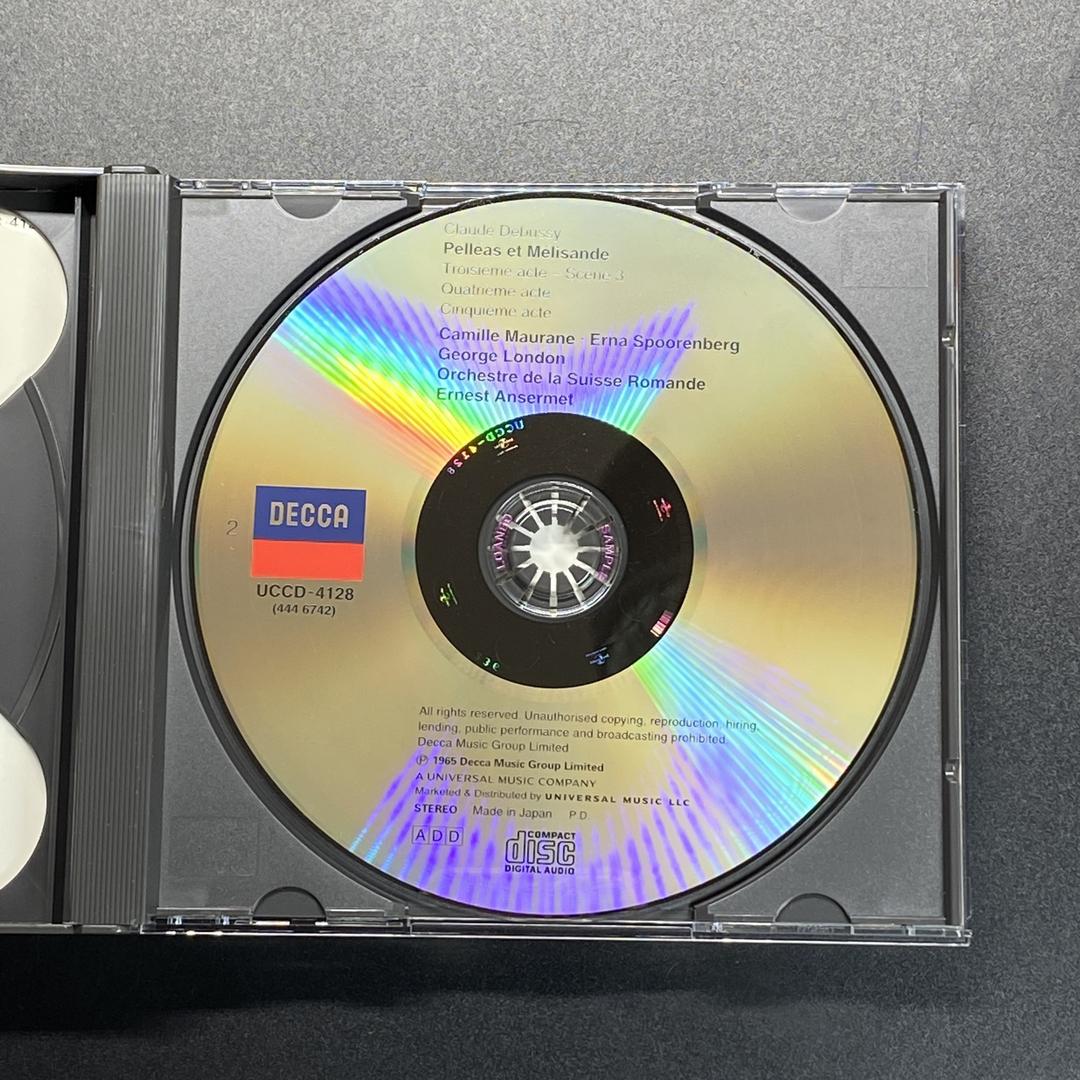 Claude Debussy
Pelleas et Melisande
Troisieme acte – Scene 3
Quatrieme acte
Cinquieme acte
Camille Maurane · Erna Spoorenberg
George London
Orchestre de la Suisse Romande
Ernest Ansermet
UCCD-4128
2
DECCA
UCCD-4128
(444 6742)
SAMPLE
LOANED
All rights reserved. Unauthorised copying, reproduction, hiring,
lending, public performance and broadcasting prohibited.
Decca Music Group Limited
℗ 1965 Decca Music Group Limited
A UNIVERSAL MUSIC COMPANY
Marketed & Distributed by UNIVERSAL MUSIC LLC
STEREO Made in Japan P.D.
ADD
COMPACT
disc
DIGITAL AUDIO